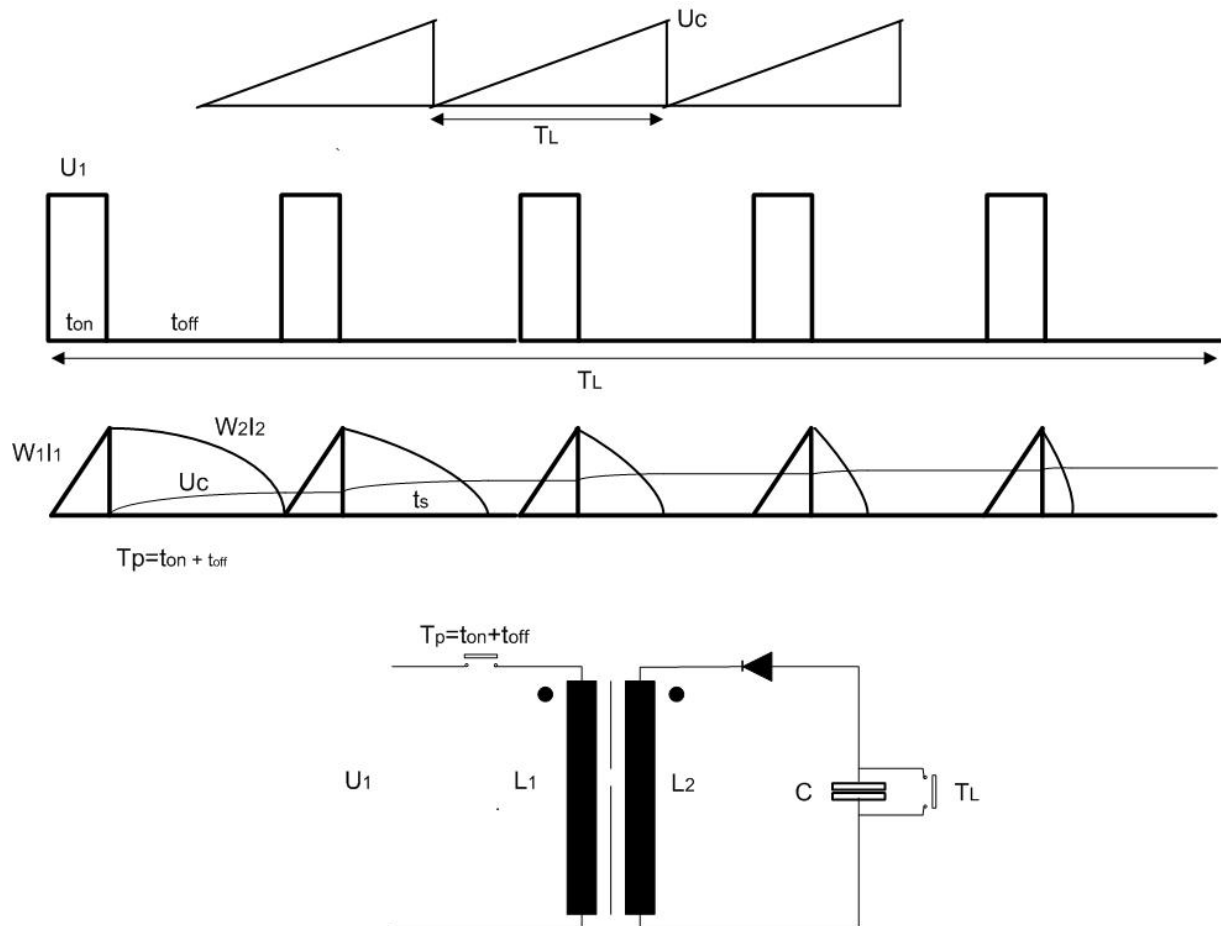 Uc
TL
U1
ton toff
TL
W1I1 W2I2
Uc ts
Tp=ton + toff
Tp=ton+toff
U1 L1 L2 C TL